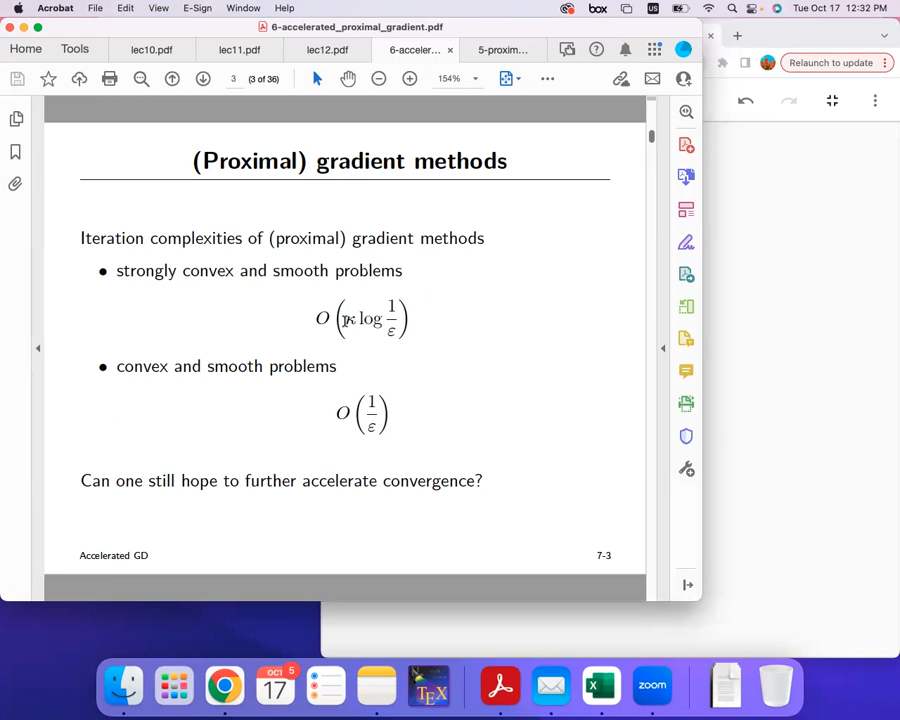 Acrobat File Edit View E-Sign Window Help box US Tue Oct 17 12:32 PM
6-accelerated_proximal_gradient.pdf
Home Tools lec10.pdf lec11.pdf lec12.pdf 6-acceler... × 5-proxim...
3 (3 of 36) 154%
× + Relaunch to update
(Proximal) gradient methods
Iteration complexities of (proximal) gradient methods
• strongly convex and smooth problems
O(κ log 1/ε)
• convex and smooth problems
O(1/ε)
Can one still hope to further accelerate convergence?
Accelerated GD 7-3
OCT 5
17
TEX
zoom